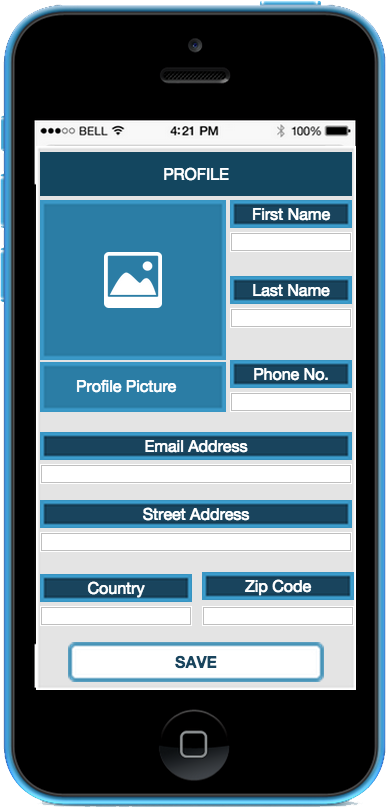 BELL 4:21 PM 100%
PROFILE
First Name
Last Name
Profile Picture
Phone No.
Email Address
Street Address
Country Zip Code
SAVE